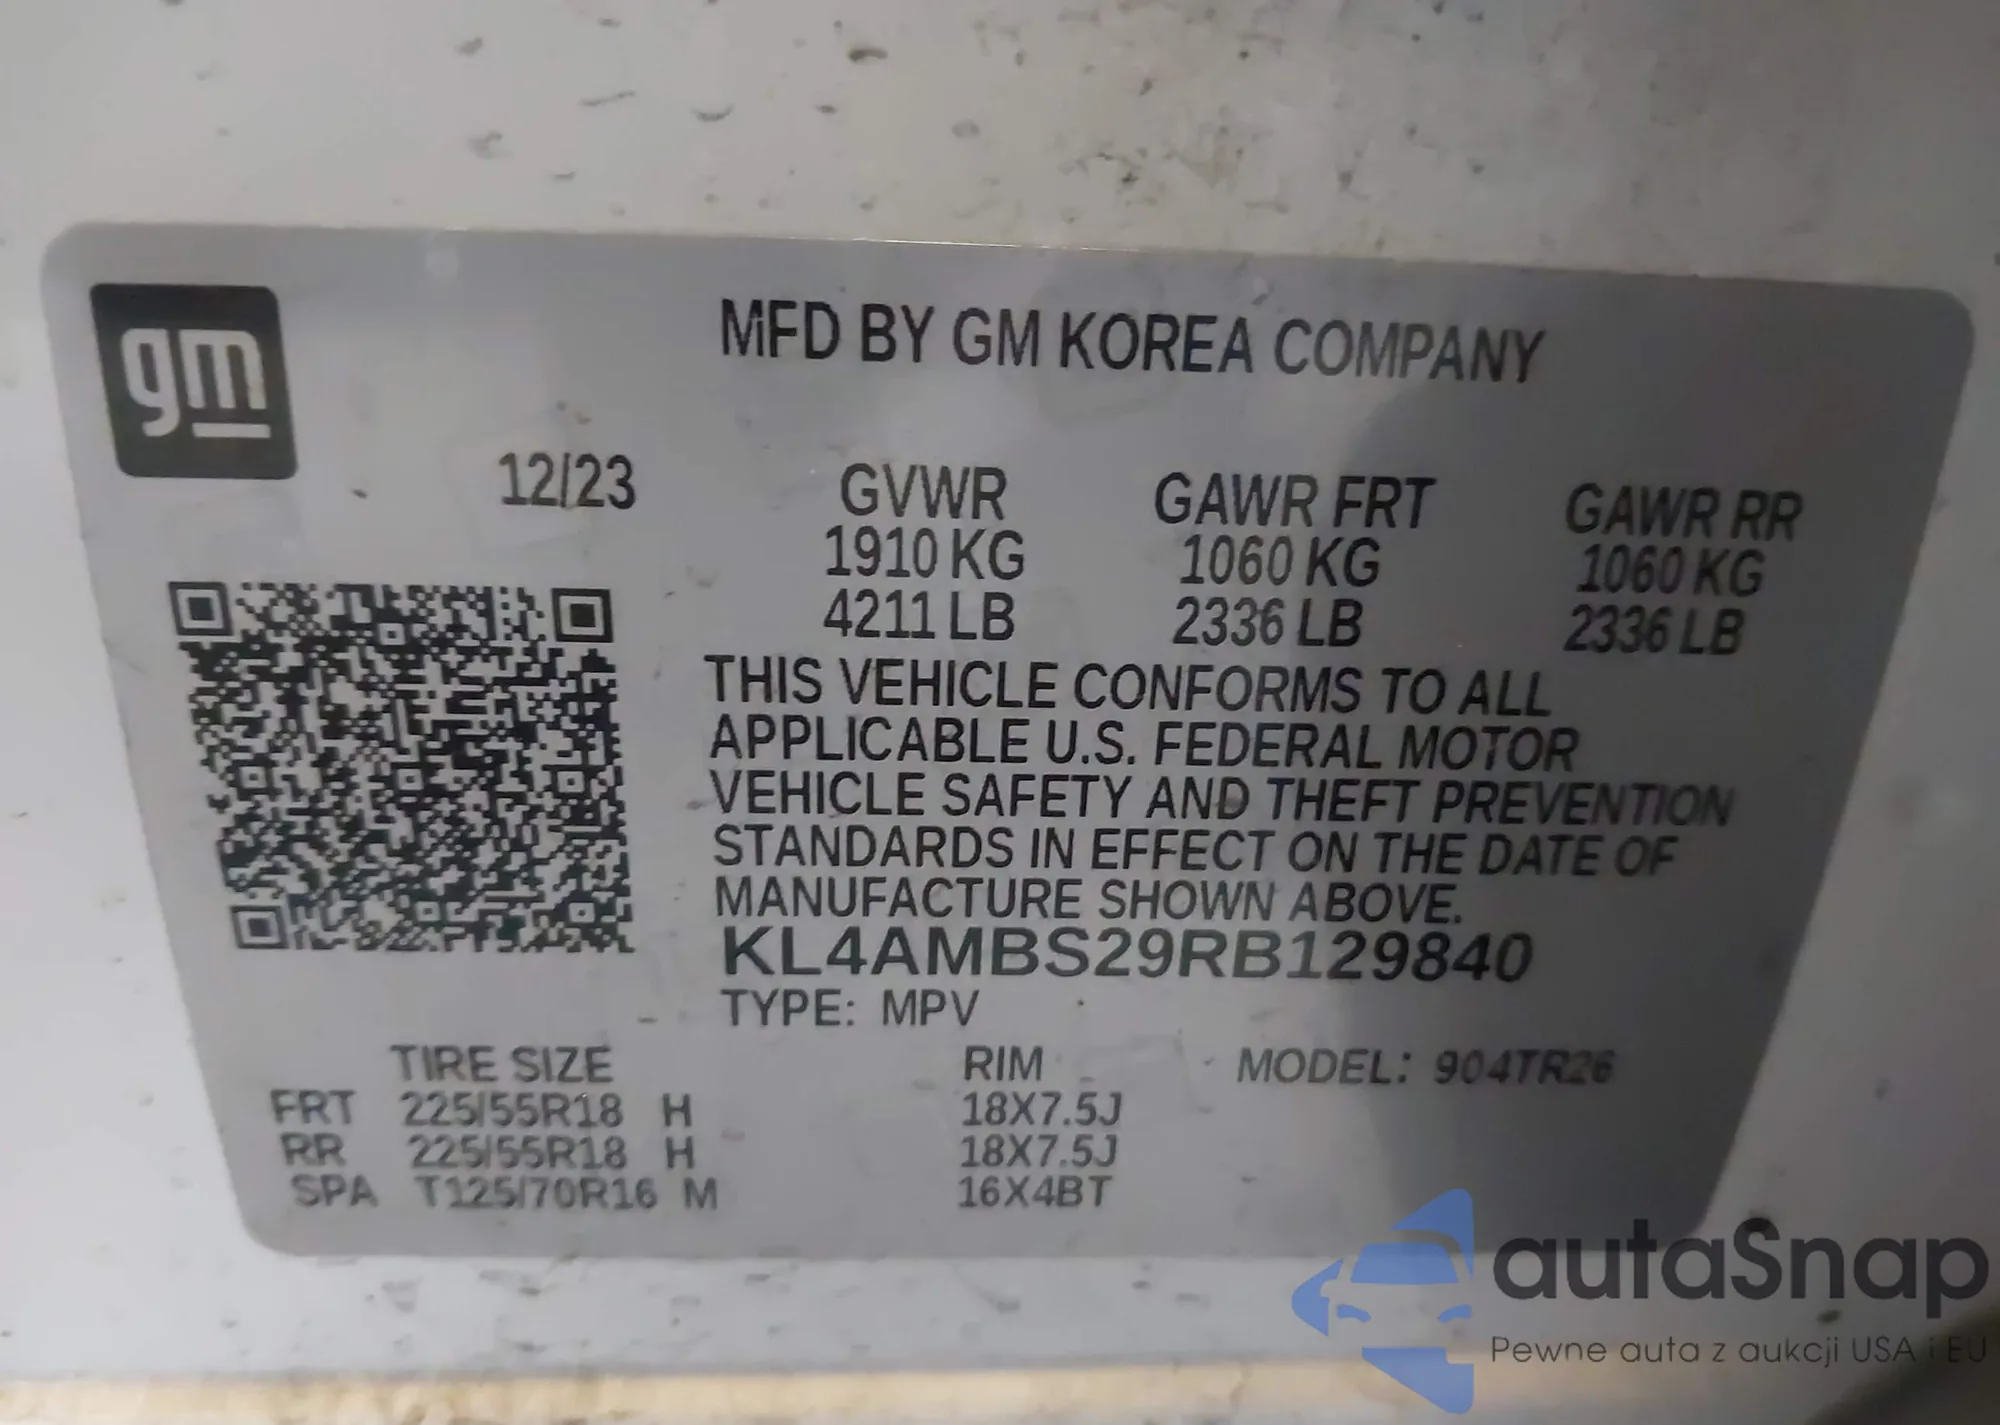 gm
MFD BY GM KOREA COMPANY
12/23
GVWR GAWR FRT GAWR RR
1910 KG 1060 KG 1060 KG
4211 LB 2336 LB 2336 LB
THIS VEHICLE CONFORMS TO ALL
APPLICABLE U.S. FEDERAL MOTOR
VEHICLE SAFETY AND THEFT PREVENTION
STANDARDS IN EFFECT ON THE DATE OF
MANUFACTURE SHOWN ABOVE.
KL4AMBS29RB129840
TYPE: MPV
TIRE SIZE RIM MODEL: 904TR26
FRT 225/55R18 H 18X7.5J
RR 225/55R18 H 18X7.5J
SPA T125/70R16 M 16X4BT
autaSnap
Pewne auta z aukcji USA i EU